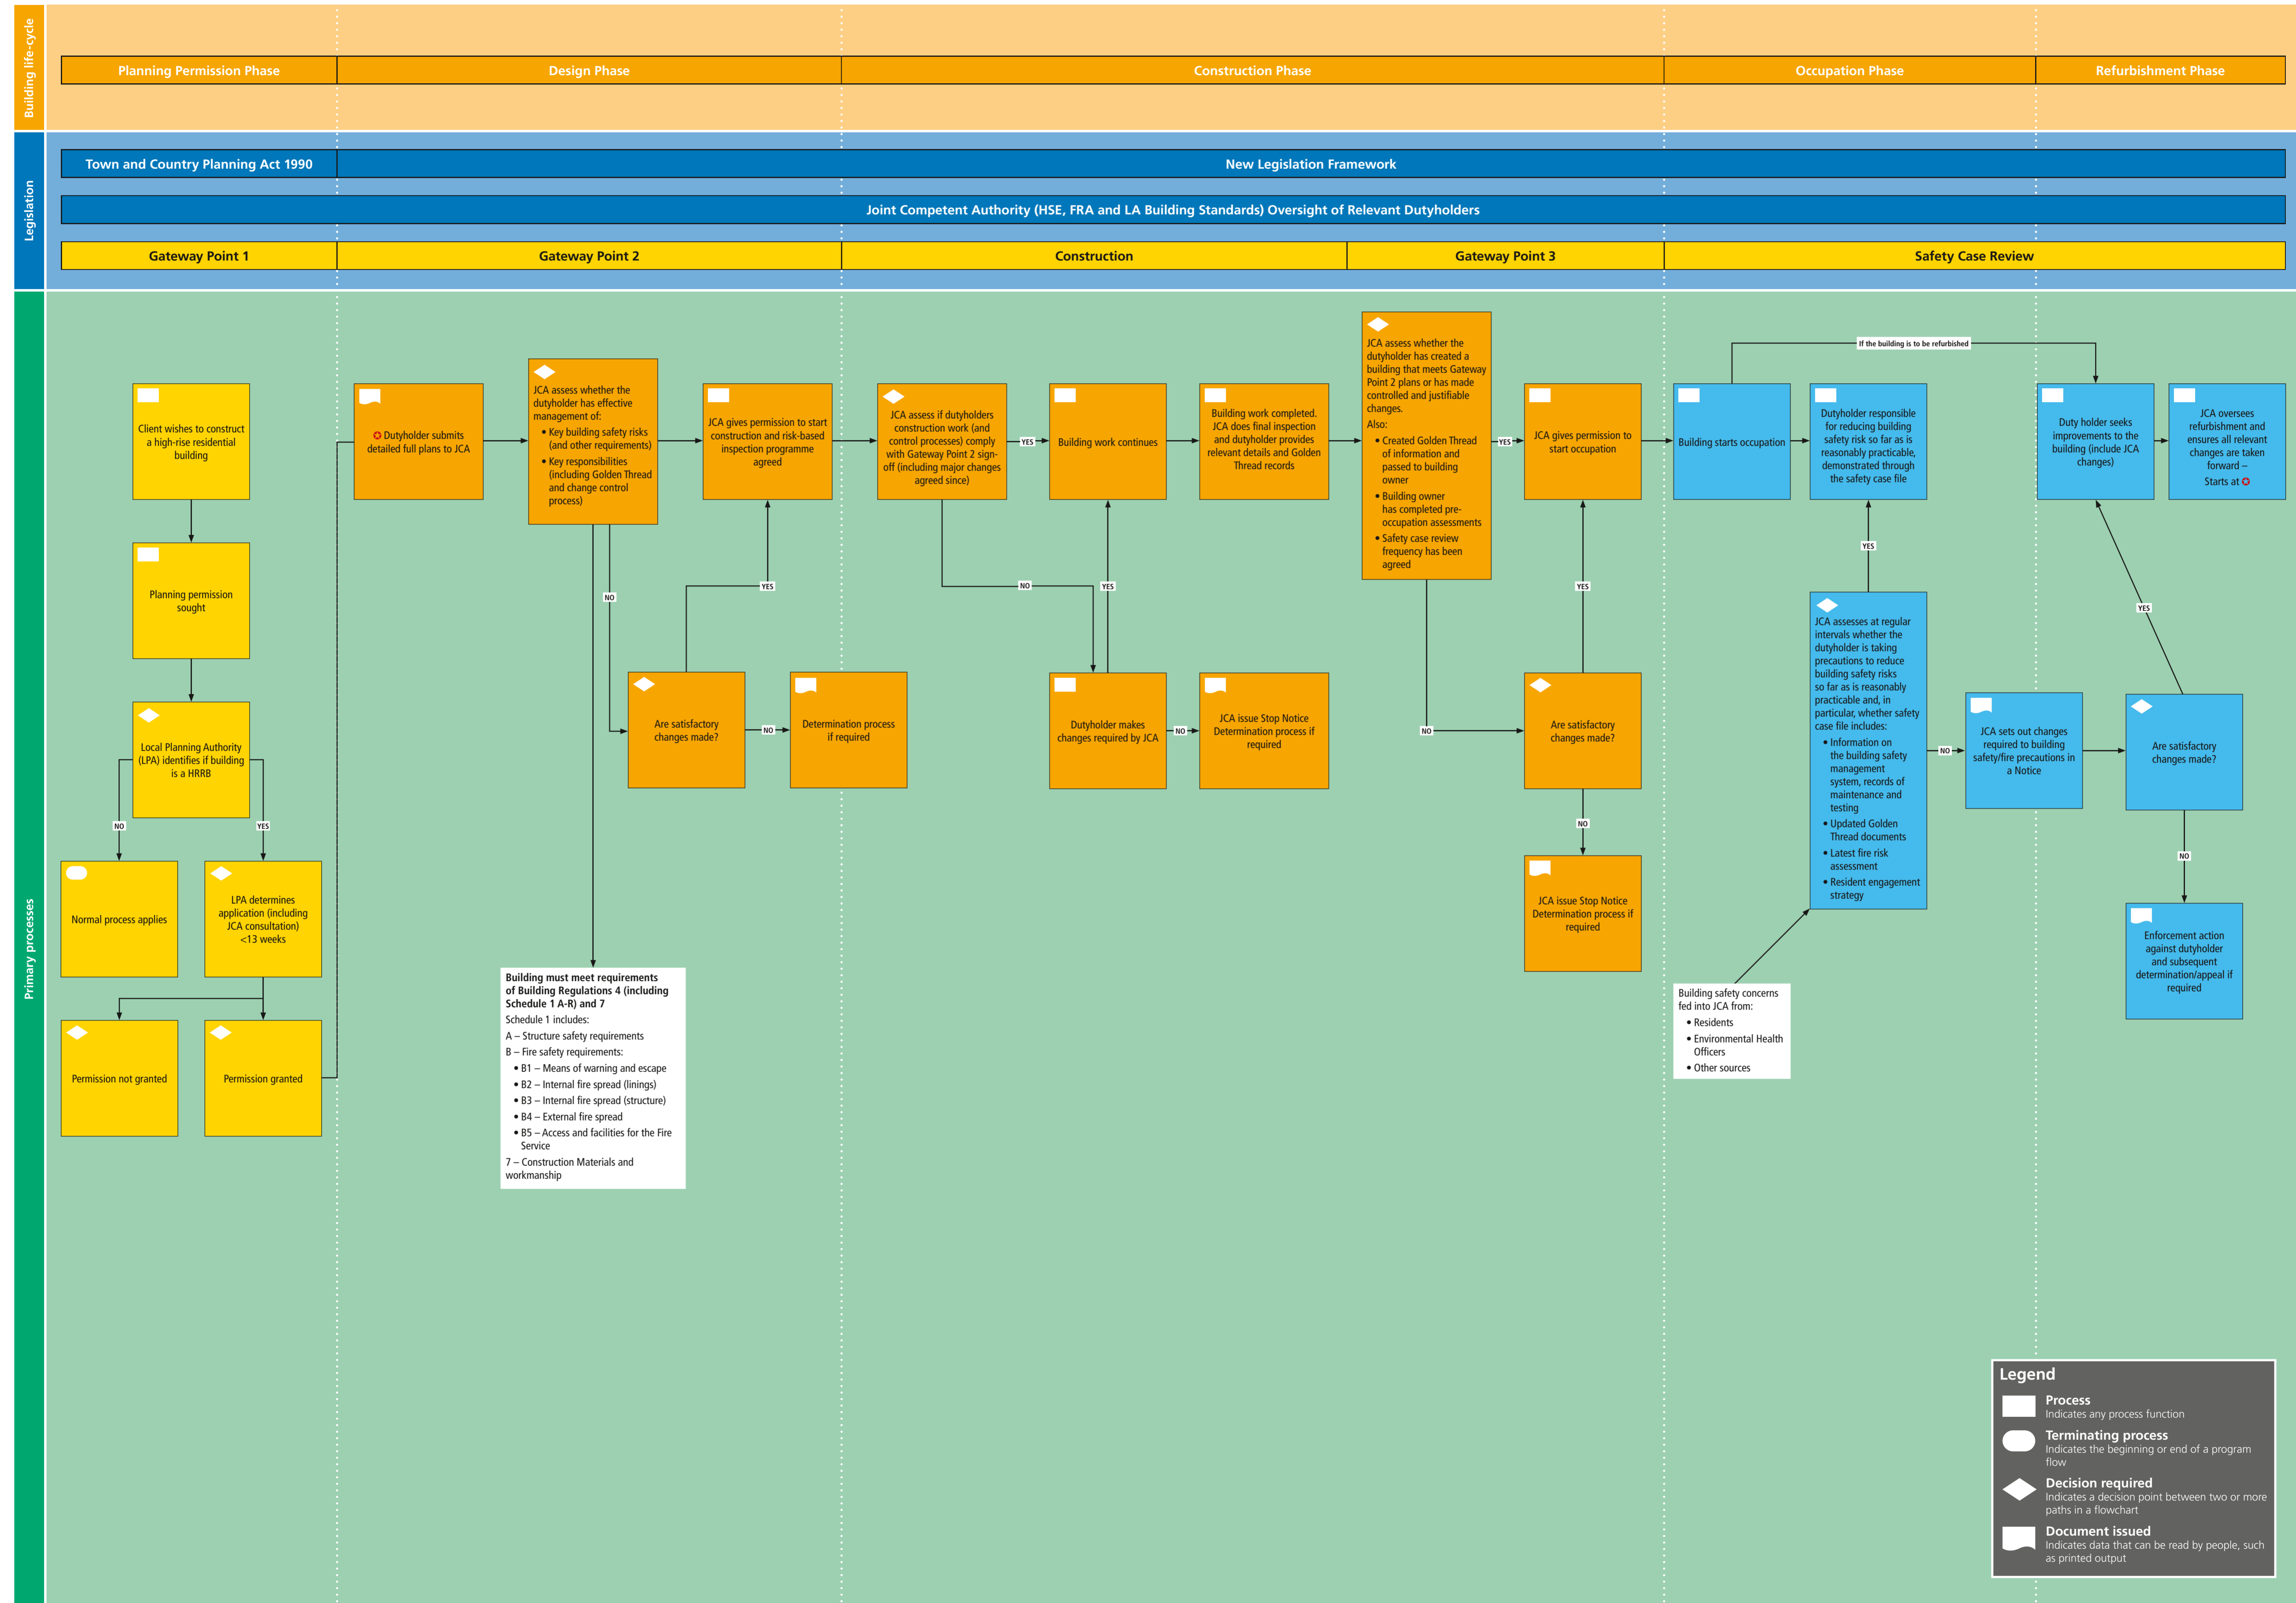 Building life-cycle
Planning Permission Phase
Design Phase
Construction Phase
Occupation Phase
Refurbishment Phase
Legislation
Town and Country Planning Act 1990
New Legislation Framework
Joint Competent Authority (HSE, FRA and LA Building Standards) Oversight of Relevant Dutyholders
Gateway Point 1
Gateway Point 2
Construction
Gateway Point 3
Safety Case Review
Primary processes
Client wishes to construct
a high-rise residential
building
Planning permission
sought
Local Planning Authority
(LPA) identifies if building
is a HRRB
NO
YES
Normal process applies
LPA determines
application (including
JCA consultation)
<13 weeks
Permission not granted
Permission granted
✪ Dutyholder submits
detailed full plans to JCA
JCA assess whether the
dutyholder has effective
management of:
• Key building safety risks
(and other requirements)
• Key responsibilities
(including Golden Thread
and change control
process)
JCA gives permission to start
construction and risk-based
inspection programme
agreed
NO
YES
Are satisfactory
changes made?
NO
Determination process
if required
Building must meet requirements
of Building Regulations 4 (including
Schedule 1 A-R) and 7
Schedule 1 includes:
A – Structure safety requirements
B – Fire safety requirements:
• B1 – Means of warning and escape
• B2 – Internal fire spread (linings)
• B3 – Internal fire spread (structure)
• B4 – External fire spread
• B5 – Access and facilities for the Fire
Service
7 – Construction Materials and
workmanship
JCA assess if dutyholders
construction work (and
control processes) comply
with Gateway Point 2 sign-
off (including major changes
agreed since)
YES
Building work continues
Building work completed.
JCA does final inspection
and dutyholder provides
relevant details and Golden
Thread records
NO
YES
Dutyholder makes
changes required by JCA
NO
JCA issue Stop Notice
Determination process if
required
JCA assess whether the
dutyholder has created a
building that meets Gateway
Point 2 plans or has made
controlled and justifiable
changes.
Also:
• Created Golden Thread
of information and
passed to building
owner
• Building owner
has completed pre-
occupation assessments
• Safety case review
frequency has been
agreed
YES
JCA gives permission to
start occupation
YES
NO
Are satisfactory
changes made?
NO
JCA issue Stop Notice
Determination process if
required
If the building is to be refurbished
Building starts occupation
Dutyholder responsible
for reducing building
safety risk so far as is
reasonably practicable,
demonstrated through
the safety case file
YES
JCA assesses at regular
intervals whether the
dutyholder is taking
precautions to reduce
building safety risks
so far as is reasonably
practicable and, in
particular, whether safety
case file includes:
• Information on
the building safety
management
system, records of
maintenance and
testing
• Updated Golden
Thread documents
• Latest fire risk
assessment
• Resident engagement
strategy
NO
JCA sets out changes
required to building
safety/fire precautions in
a Notice
Building safety concerns
fed into JCA from:
• Residents
• Environmental Health
Officers
• Other sources
Duty holder seeks
improvements to the
building (include JCA
changes)
JCA oversees
refurbishment and
ensures all relevant
changes are taken
forward –
Starts at ✪
YES
Are satisfactory
changes made?
NO
Enforcement action
against dutyholder
and subsequent
determination/appeal if
required
Legend
Process
Indicates any process function
Terminating process
Indicates the beginning or end of a program
flow
Decision required
Indicates a decision point between two or more
paths in a flowchart
Document issued
Indicates data that can be read by people, such
as printed output